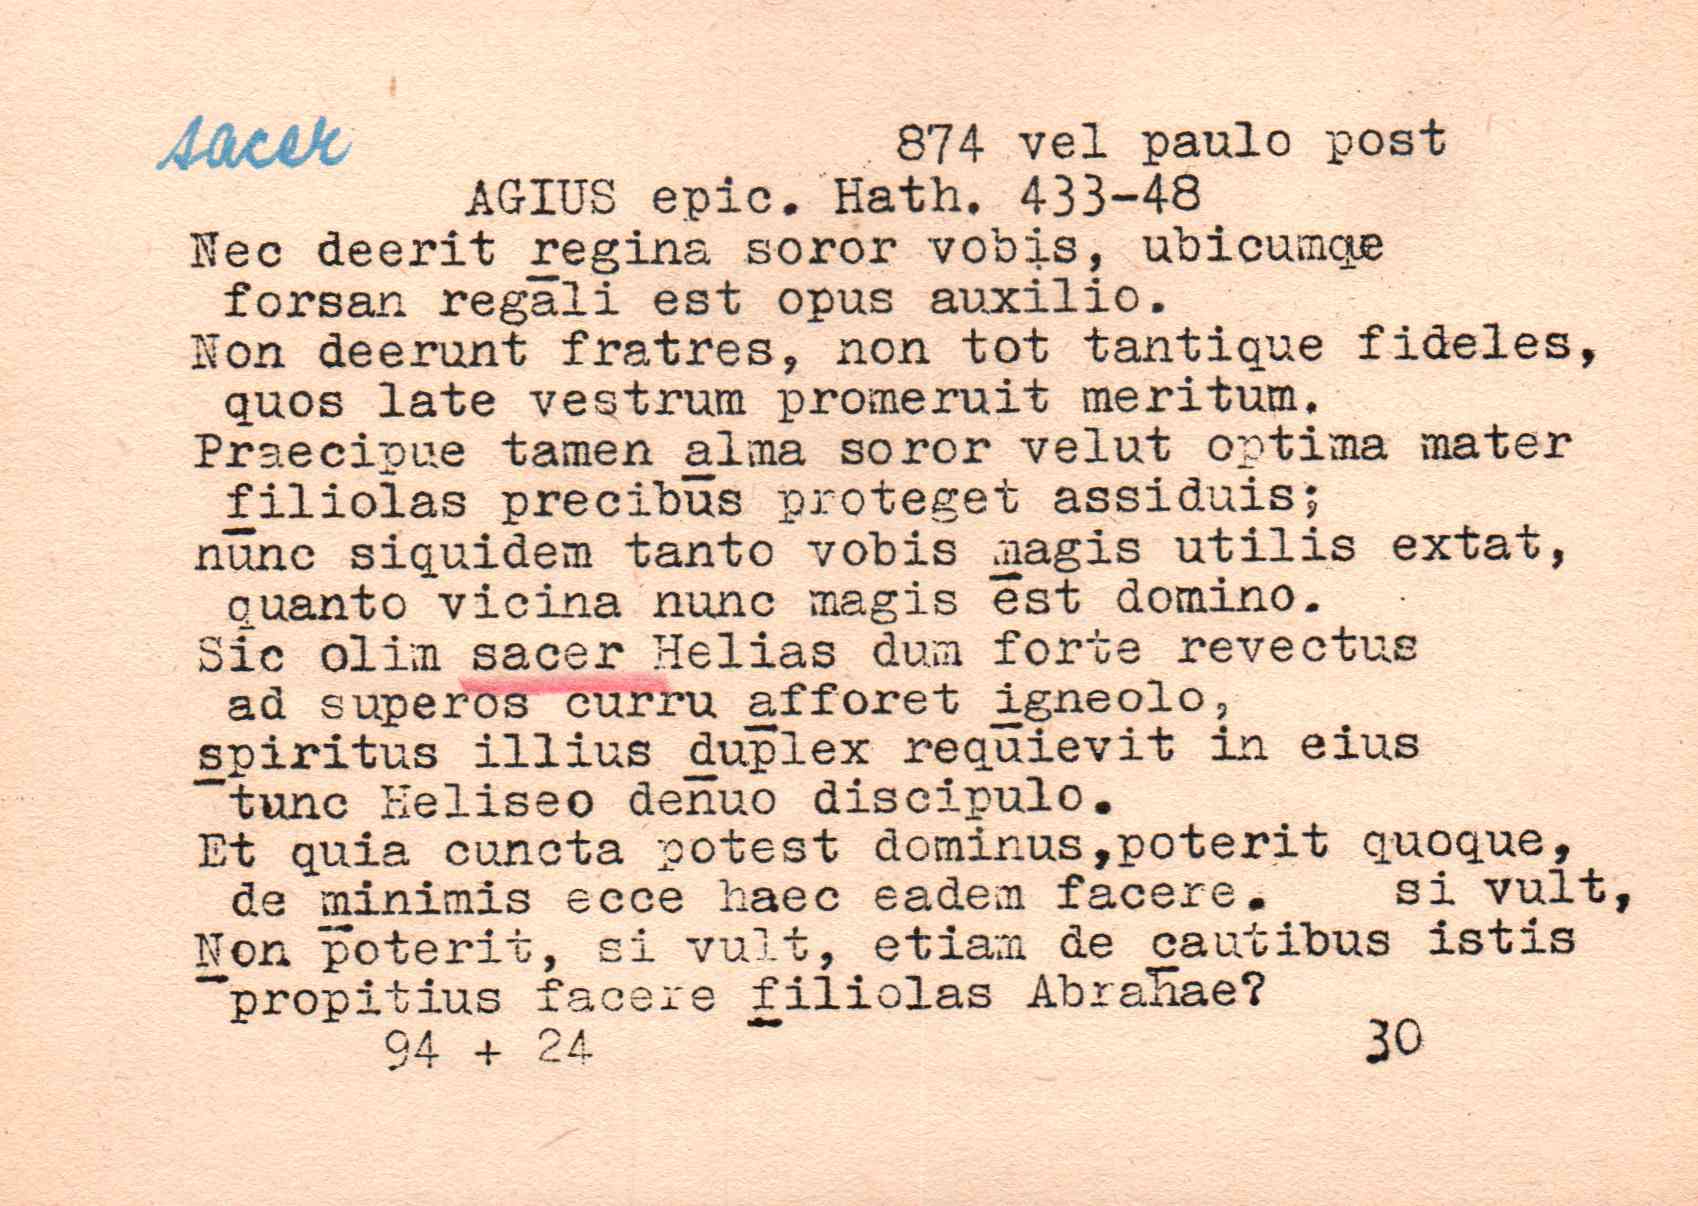 sacer
874 vel paulo post
AGIUS epic. Hath. 433-48
Nec deerit regina soror vobis, ubicumque
forsan regali est opus auxilio.
Non deerunt fratres, non tot tantique fideles,
quos late vestrum promeruit meritum.
Praecipue tamen alma soror velut optima mater
filiolas precibus proteget assiduis;
nunc siquidem tanto vobis magis utilis extat,
quanto vicina nunc magis est domino.
Sic olim sacer Helias dum forte revectus
ad superos curru afforet igneolo,
spiritus illius duplex requievit in eius
tunc Heliseo denuo discipulo.
Et quia cuncta potest dominus,poterit quoque,
si vult,
de minimis ecce haec eadem facere.
Non poterit, si vult, etiam de cautibus istis
propitius facere filiolas Abrahae?
94 + 24
30